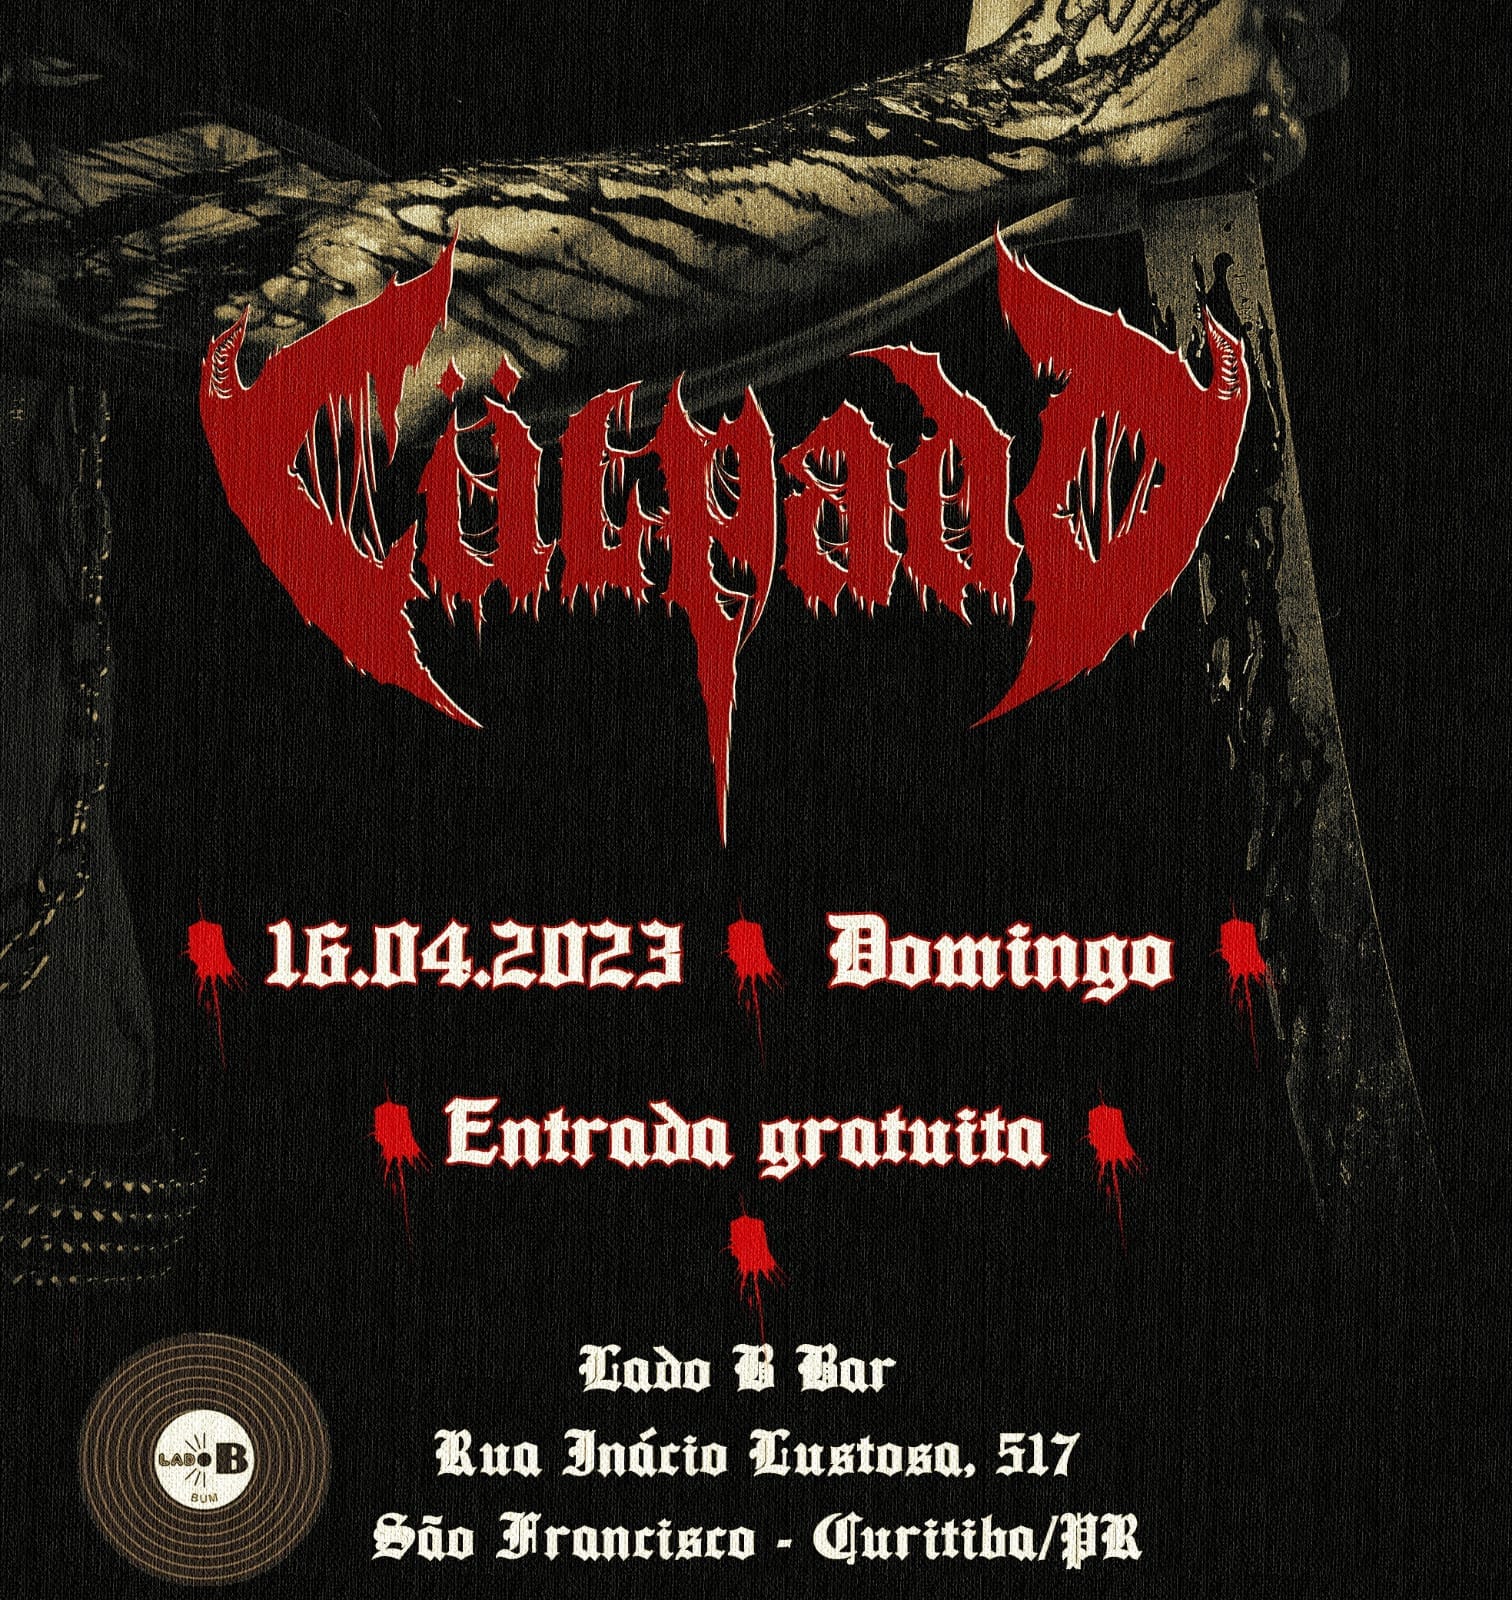 Cülpado
16.04.2023 Domingo
Entrada gratuita
Lado B Bar
Rua Inácio Lustosa, 517
São Francisco - Curitiba/PR
LADO B
BUM